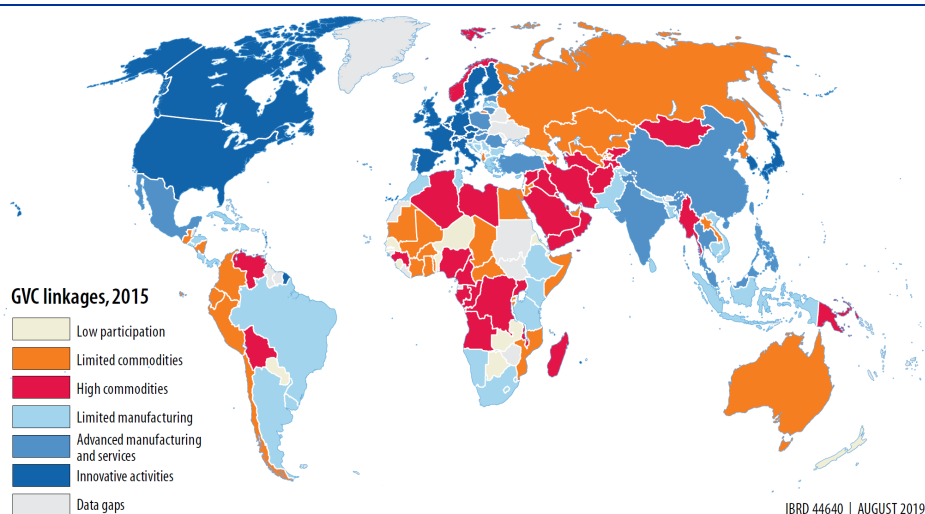 GVC linkages, 2015
Low participation
Limited commodities
High commodities
Limited manufacturing
Advanced manufacturing
and services
Innovative activities
Data gaps
IBRD 44640 | AUGUST 2019